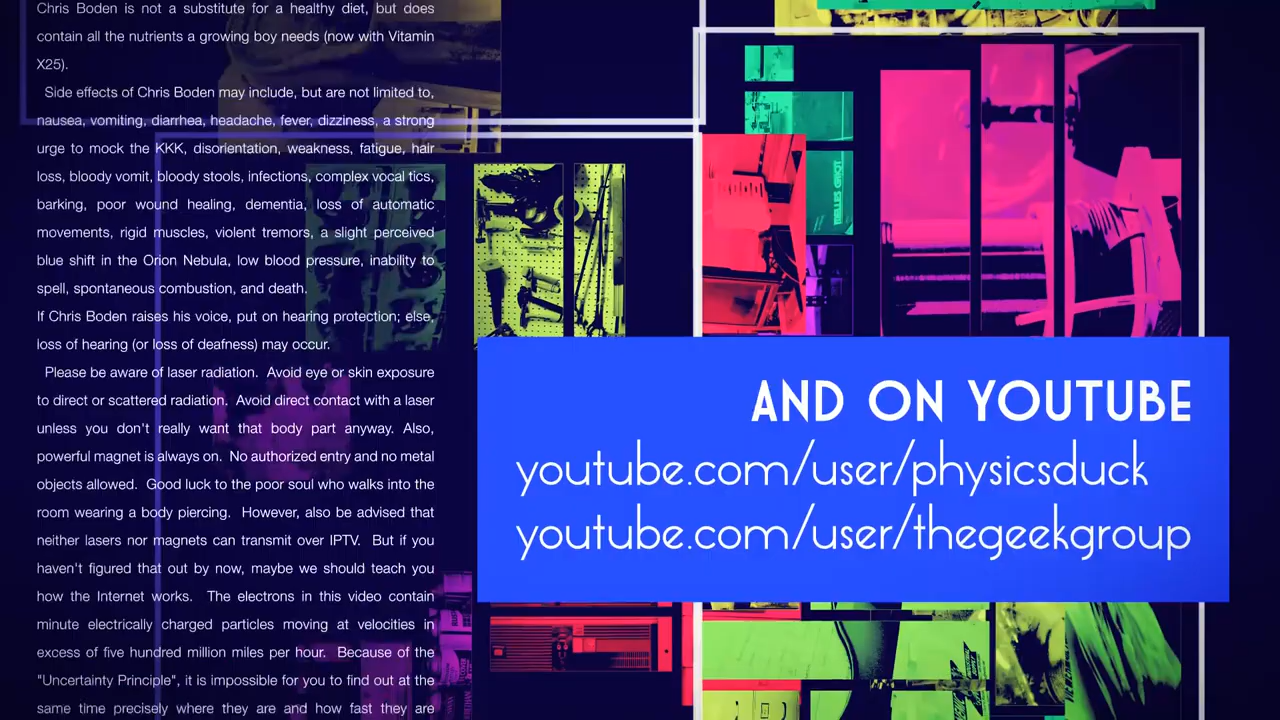 Chris Boden is not a substitute for a healthy diet, but does
contain all the nutrients a growing boy needs (now with Vitamin
X25).
Side effects of Chris Boden may include, but are not limited to,
nausea, vomiting, diarrhea, headache, fever, dizziness, a strong
urge to mock the KKK, disorientation, weakness, fatigue, hair
loss, bloody vomit, bloody stools, infections, complex vocal tics,
barking, poor wound healing, dementia, loss of automatic
movements, rigid muscles, violent tremors, a slight perceived
blue shift in the Orion Nebula, low blood pressure, inability to
spell, spontaneous combustion, and death.
If Chris Boden raises his voice, put on hearing protection; else,
loss of hearing (or loss of deafness) may occur.
Please be aware of laser radiation. Avoid eye or skin exposure
to direct or scattered radiation. Avoid direct contact with a laser
unless you don't really want that body part anyway. Also,
powerful magnet is always on. No authorized entry and no metal
objects allowed. Good luck to the poor soul who walks into the
room wearing a body piercing. However, also be advised that
neither lasers nor magnets can transmit over IPTV. But if you
haven't figured that out by now, maybe we should teach you
how the Internet works. The electrons in this video contain
minute electrically charged particles moving at velocities in
excess of five hundred million miles per hour. Because of the
"Uncertainty Principle", it is impossible for you to find out at the
same time precisely where they are and how fast they are
AND ON YOUTUBE
youtube.com/user/physicsduck
youtube.com/user/thegeekgroup